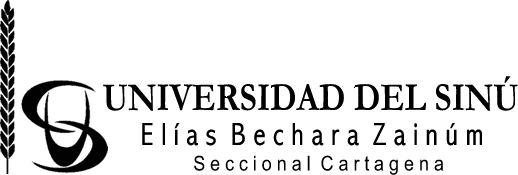 UNIVERSIDAD DEL SINÚ
Elías Bechara Zainúm
Seccional Cartagena